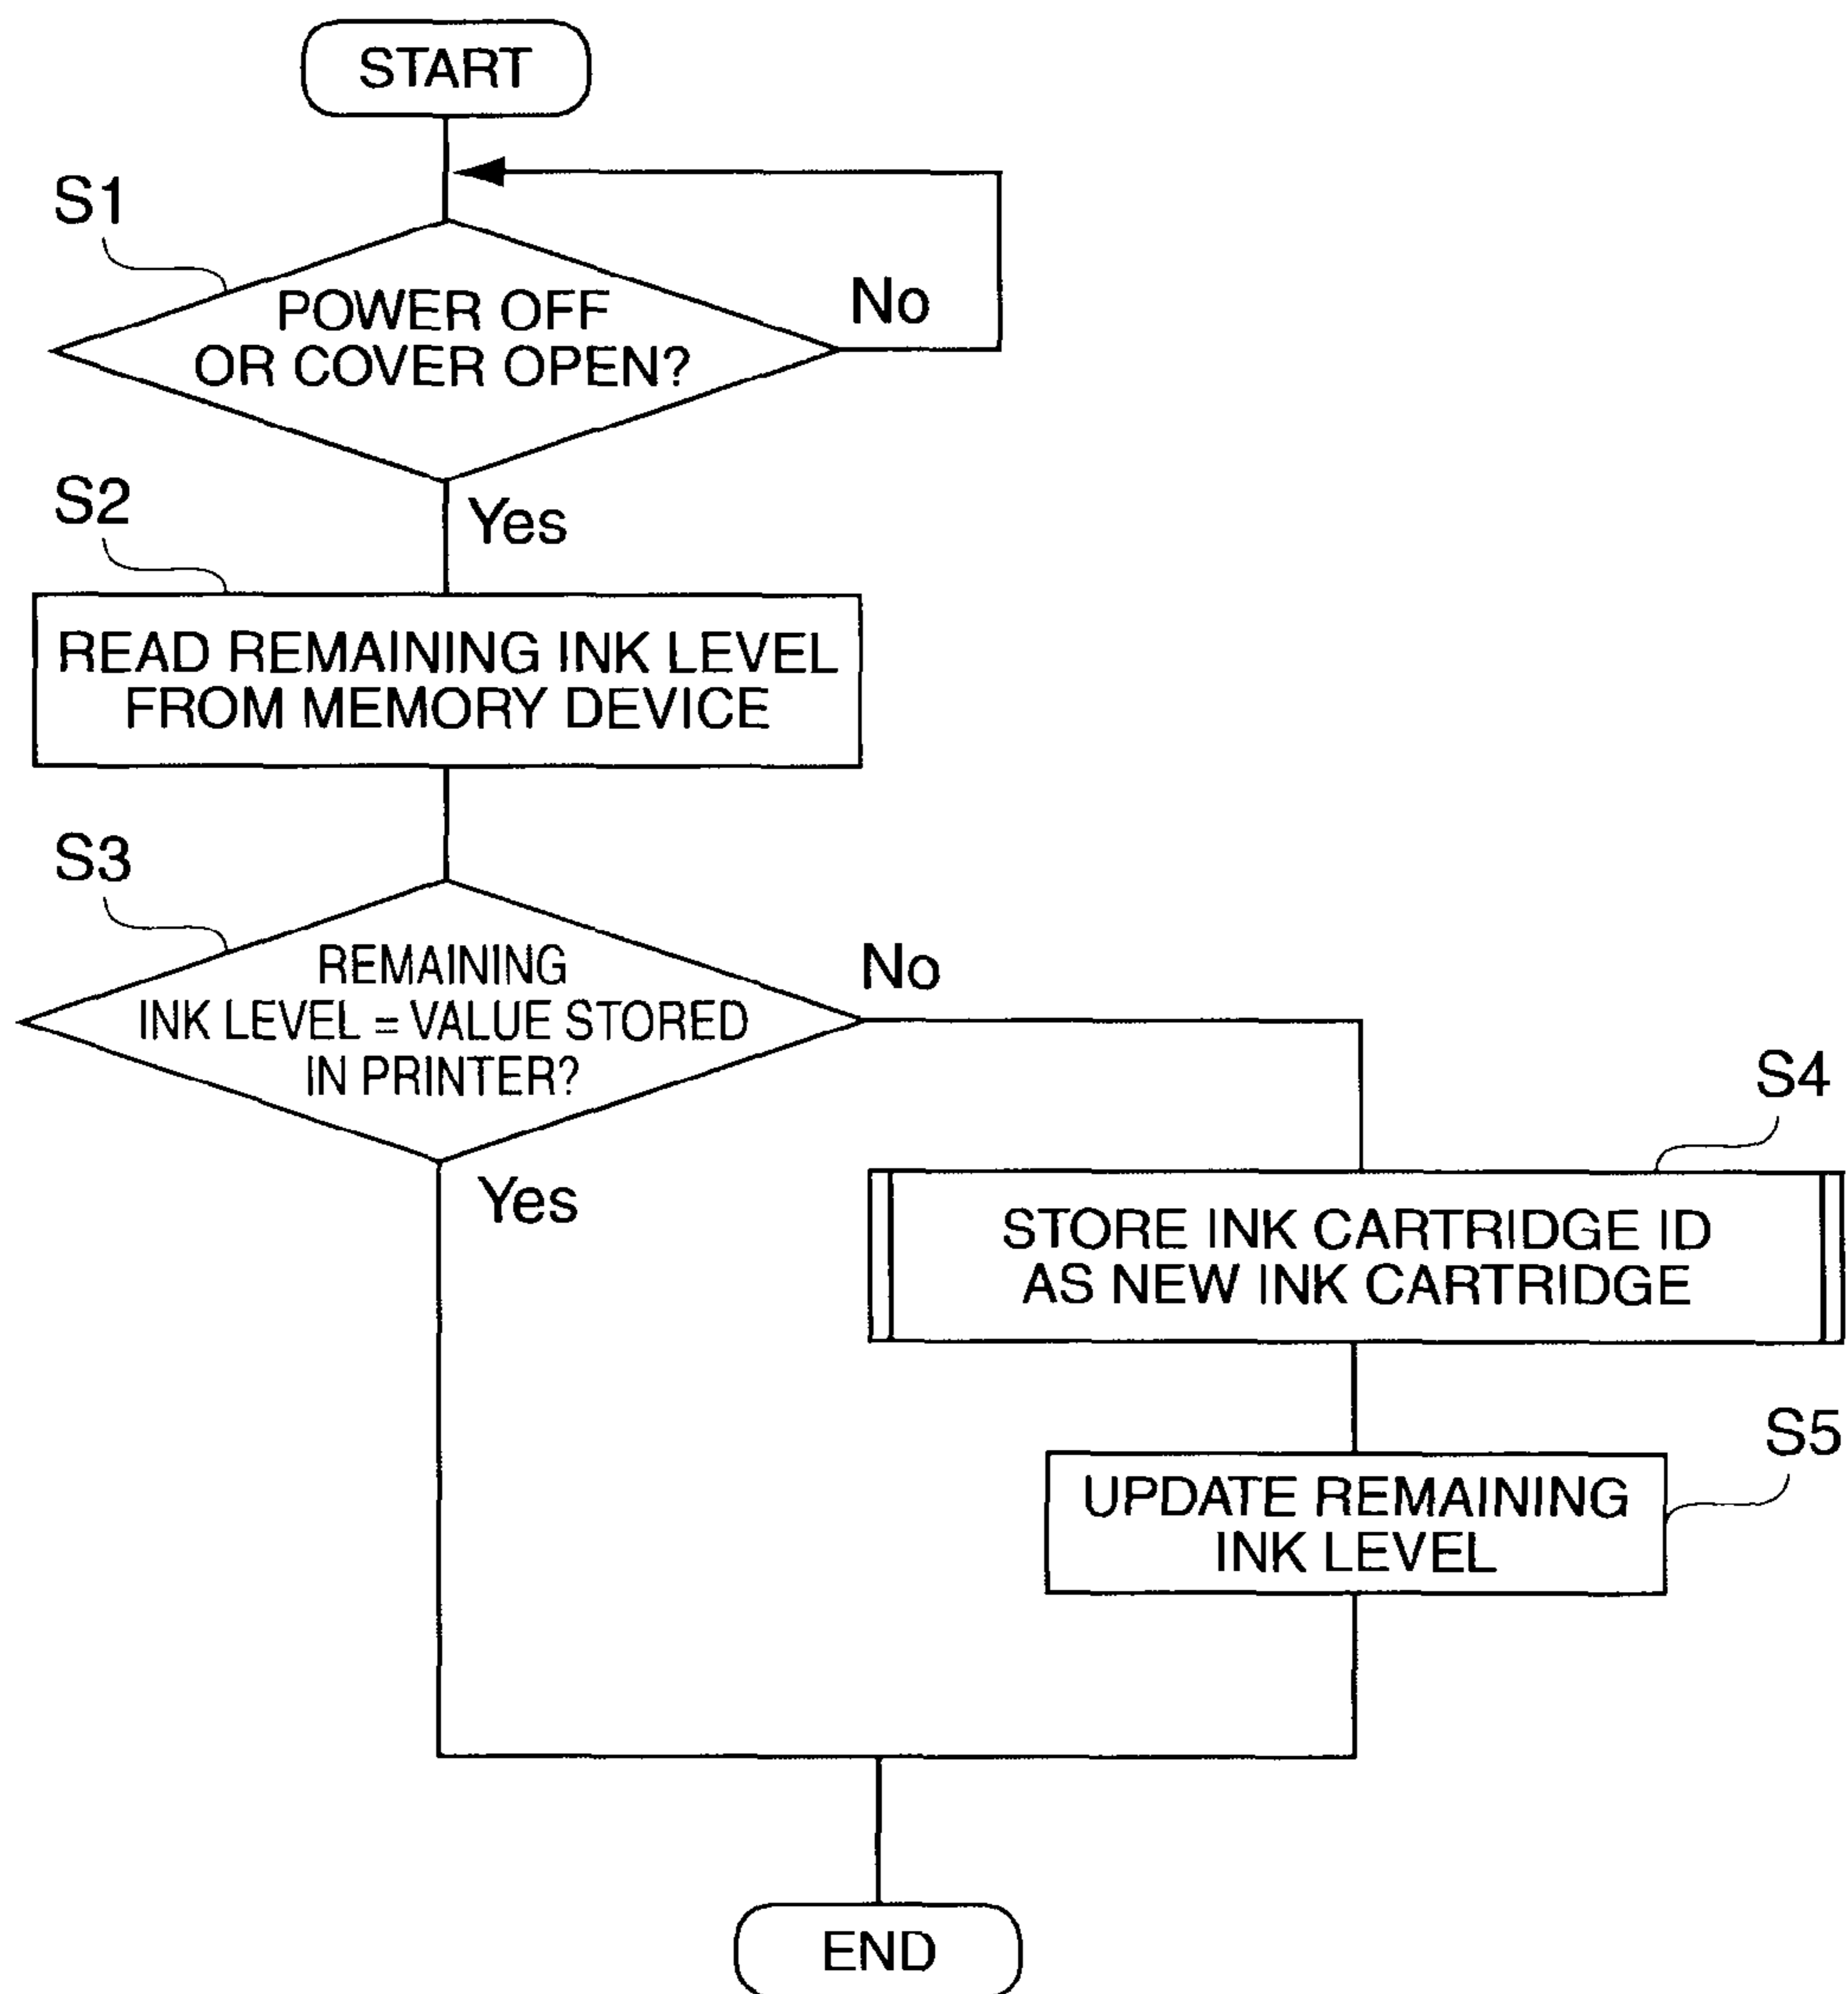 START
S1
POWER OFF
OR COVER OPEN?
No
Yes
S2
READ REMAINING INK LEVEL
FROM MEMORY DEVICE
S3
REMAINING
INK LEVEL = VALUE STORED
IN PRINTER?
No
Yes
S4
STORE INK CARTRIDGE ID
AS NEW INK CARTRIDGE
S5
UPDATE REMAINING
INK LEVEL
END